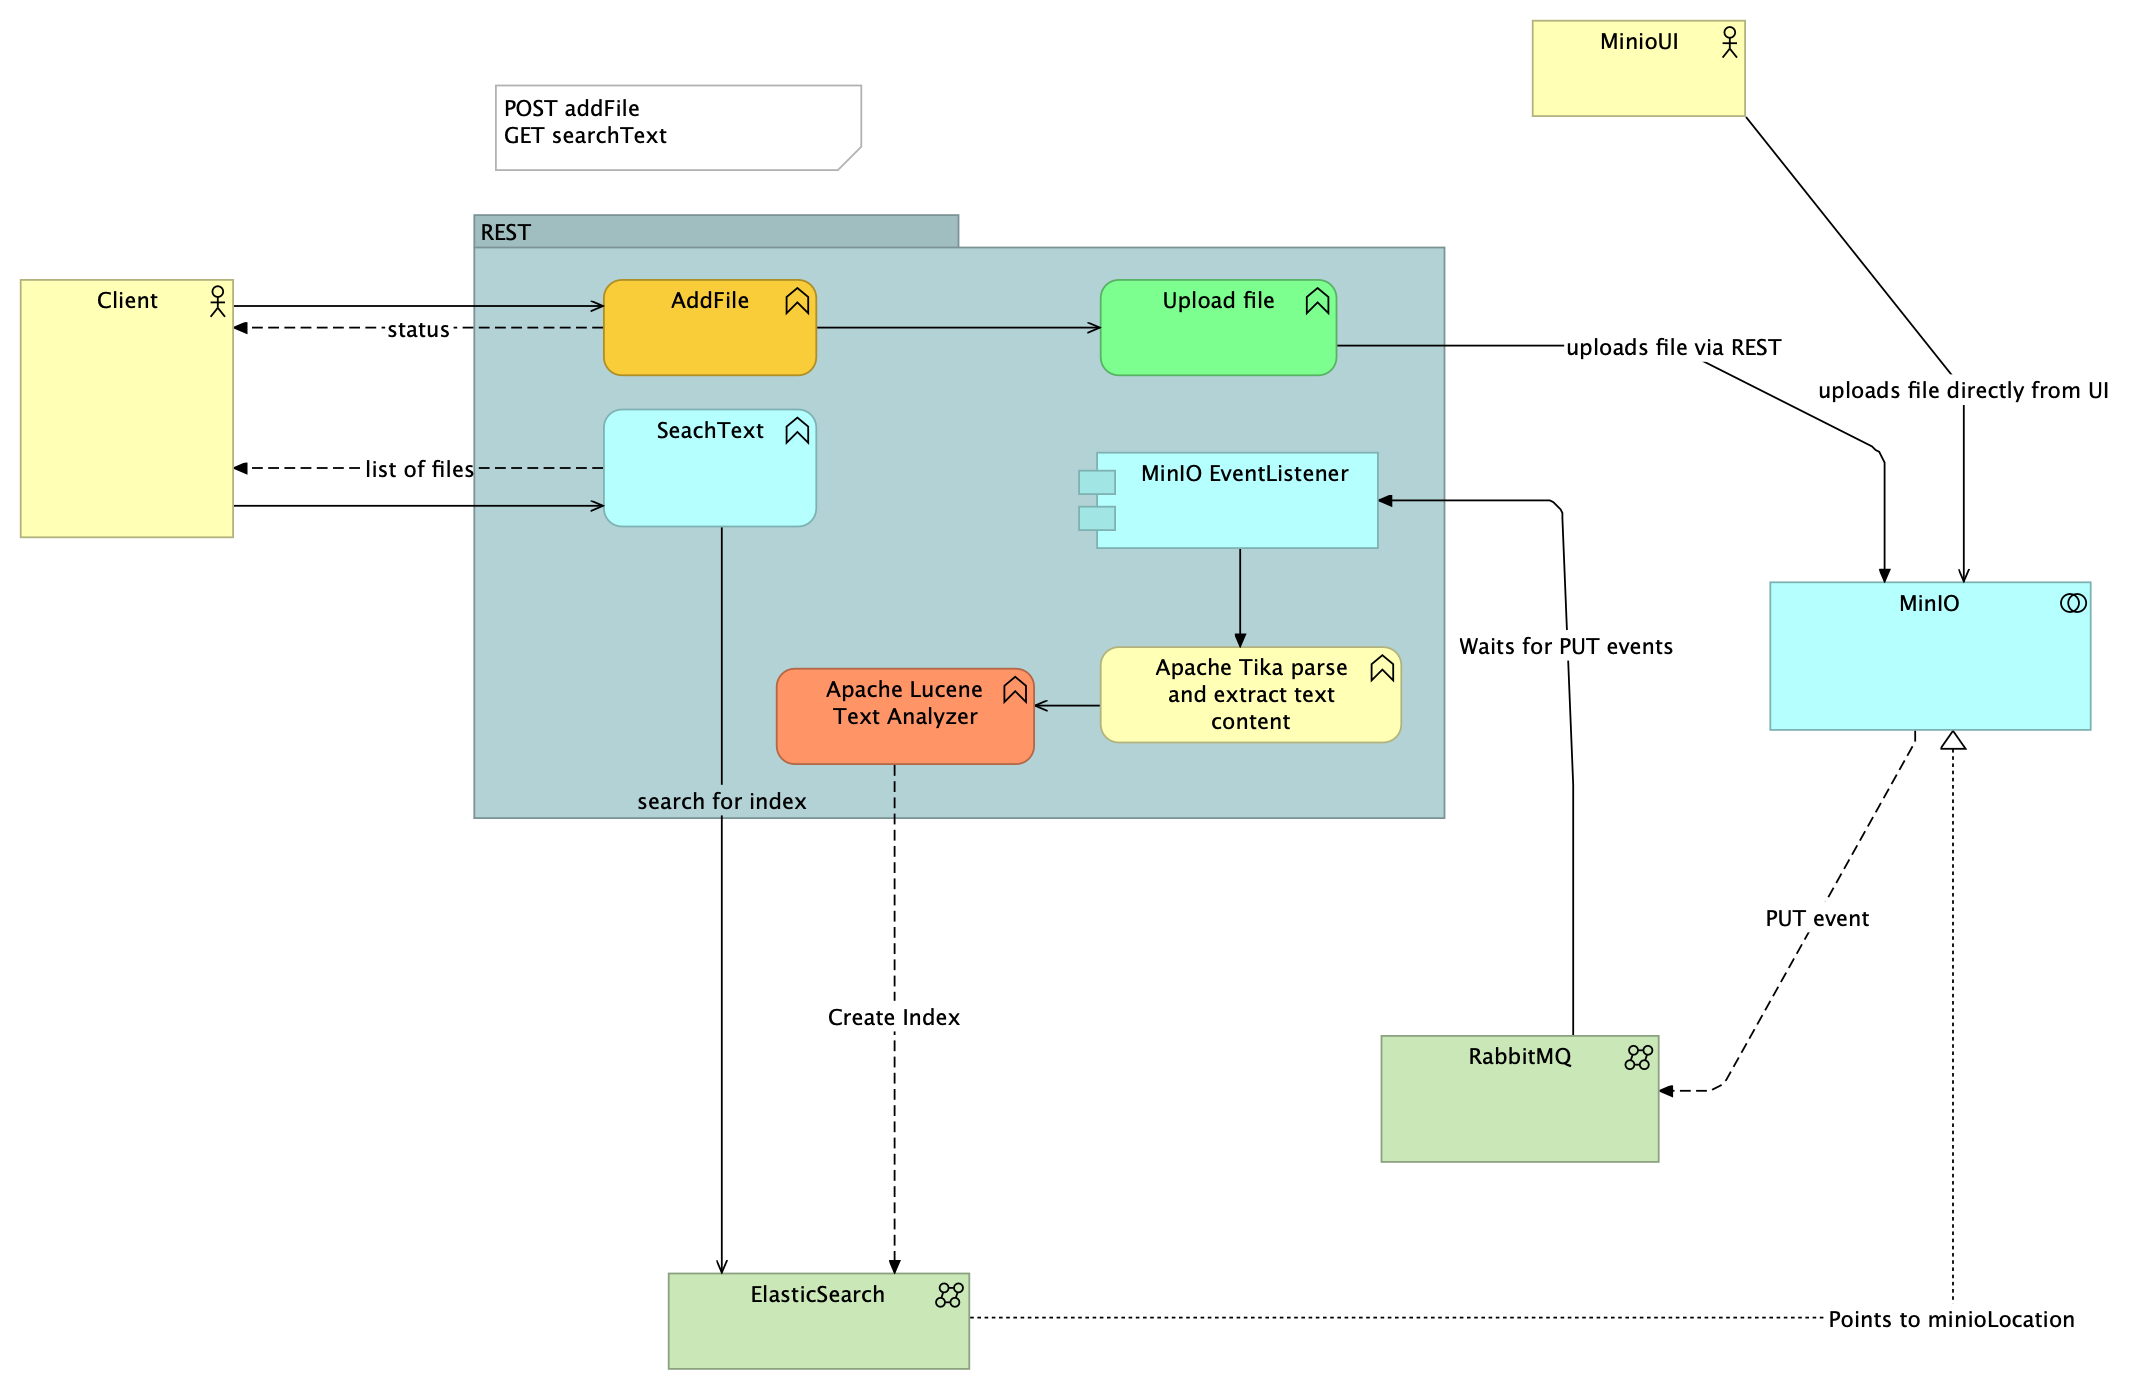 MinioUI
POST addFile
GET searchText
REST
Client
AddFile
Upload file
status
uploads file via REST
uploads file directly from UI
SeachText
list of files
MinIO EventListener
MinIO
Waits for PUT events
Apache Tika parse
and extract text
content
Apache Lucene
Text Analyzer
search for index
PUT event
Create Index
RabbitMQ
ElasticSearch
Points to minioLocation